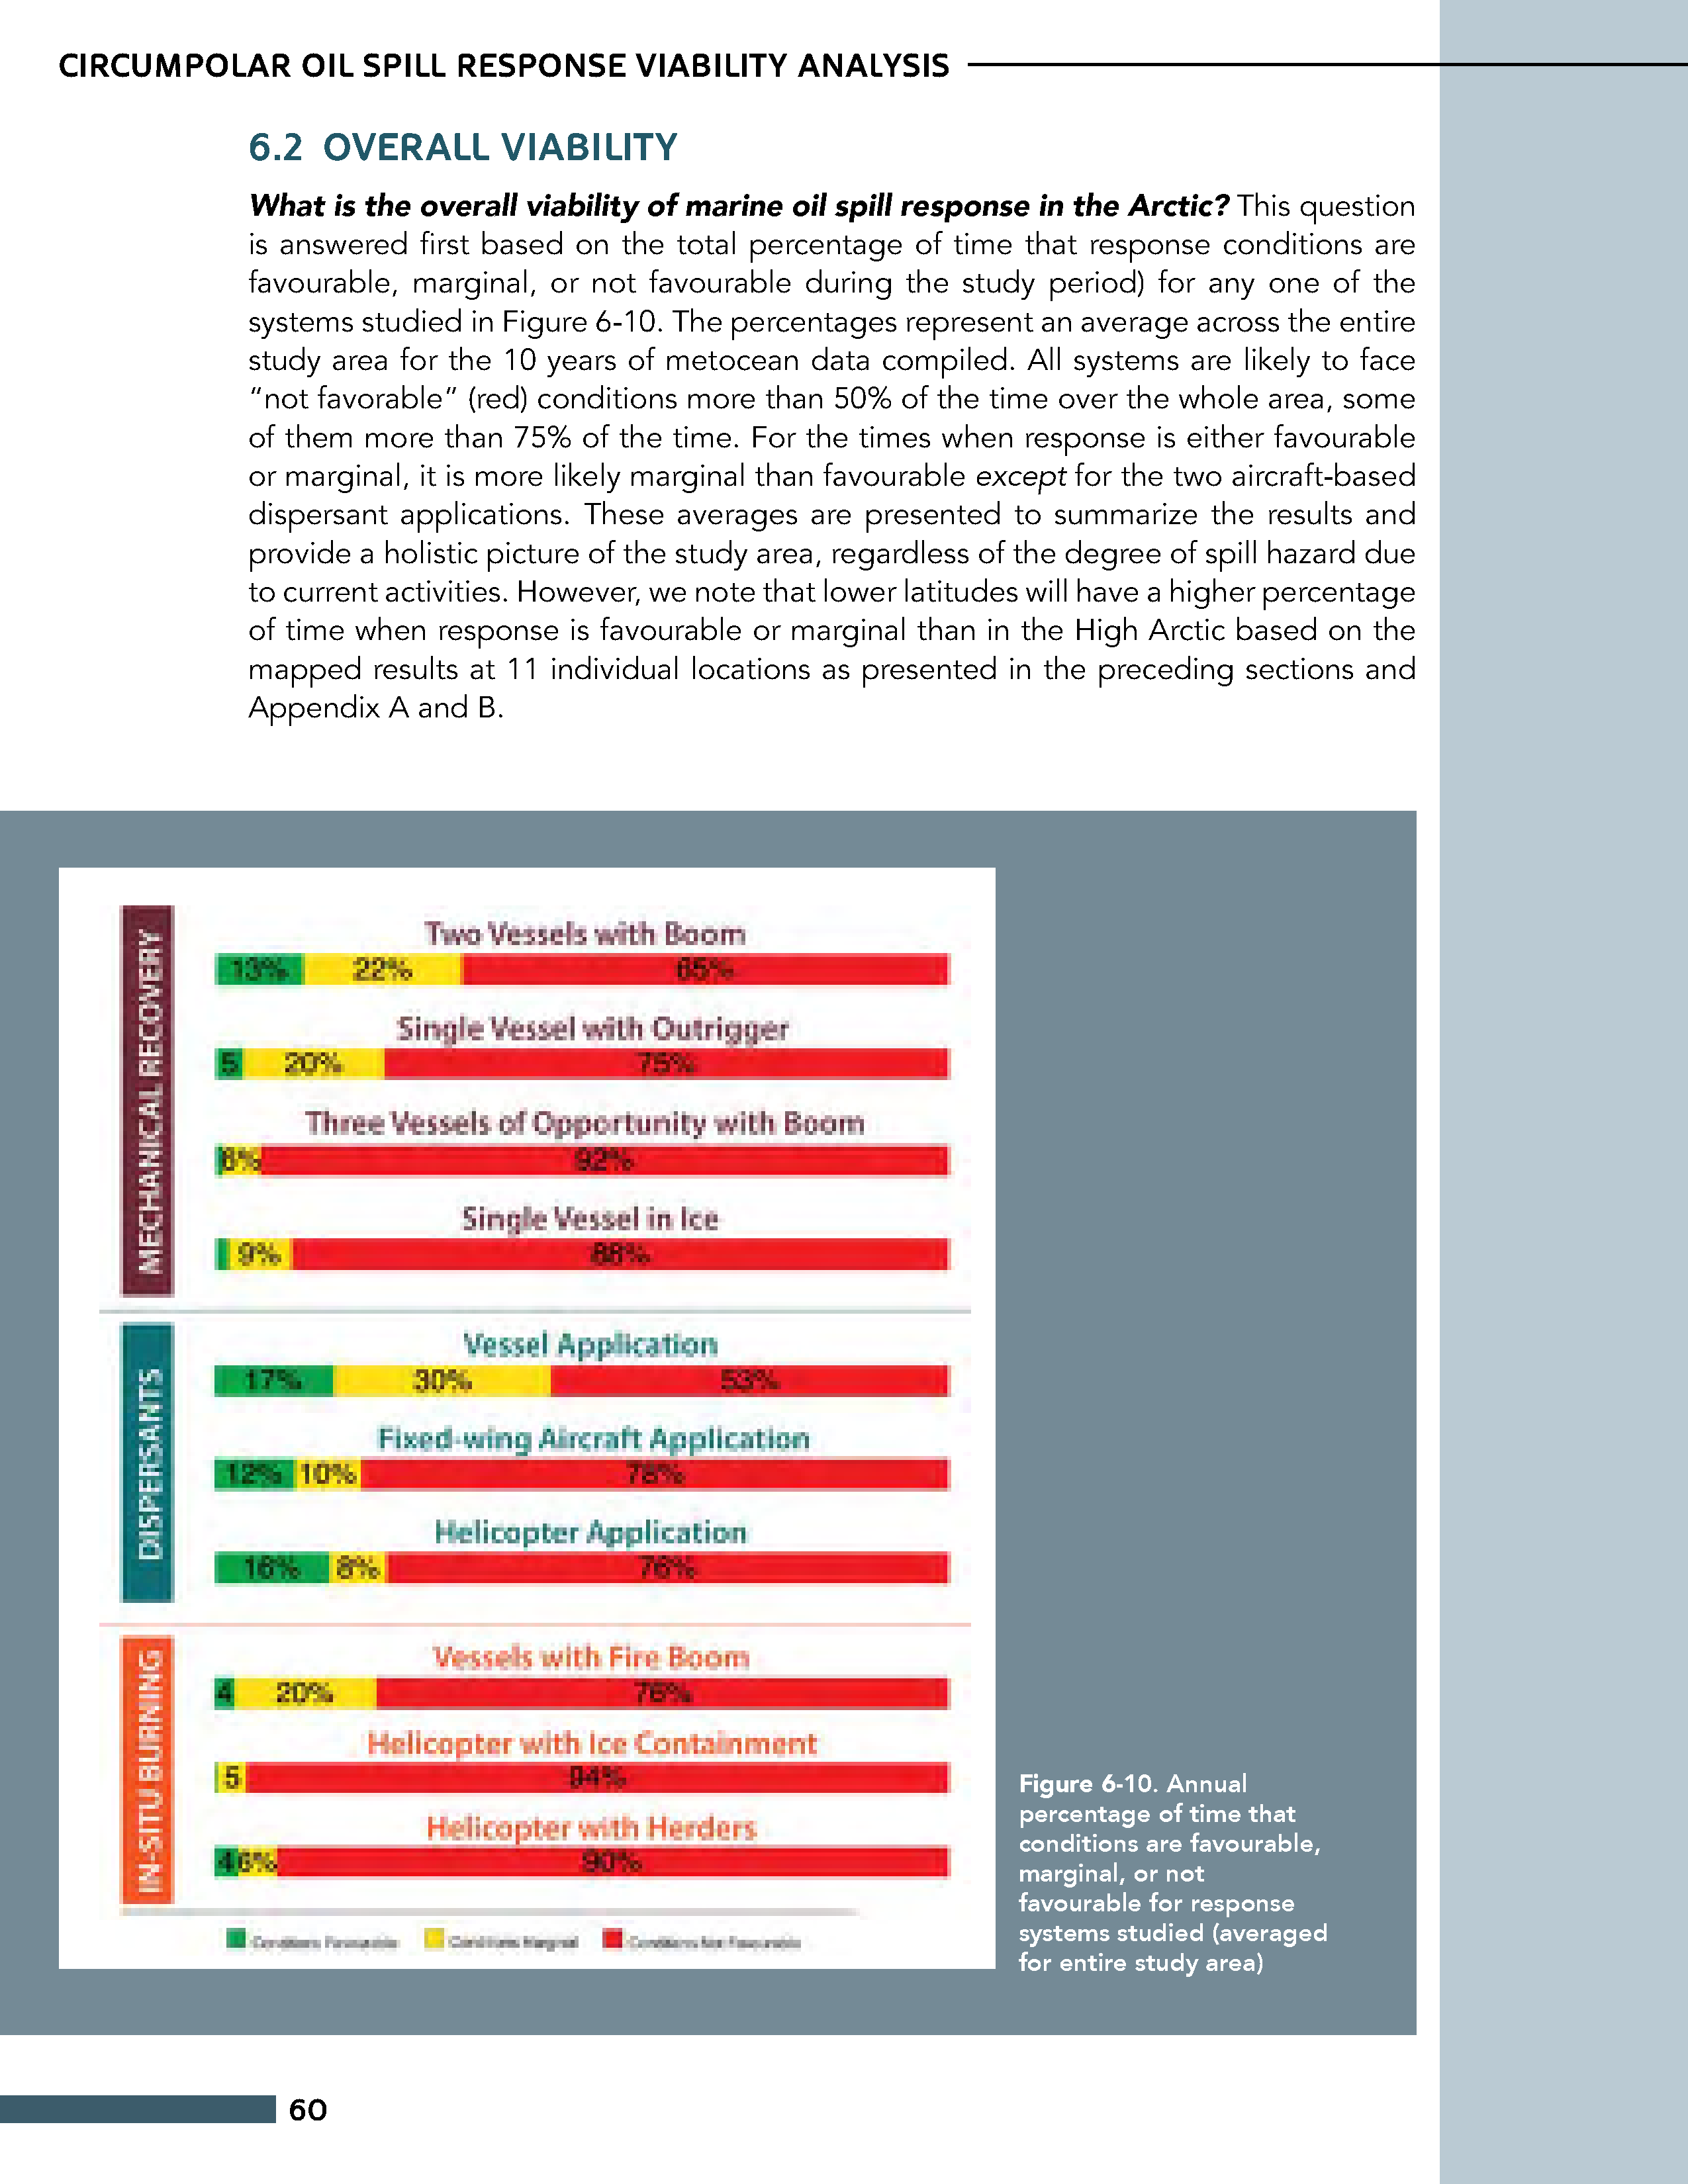 CIRCUMPOLAR OIL SPILL RESPONSE VIABILITY ANALYSIS
6.2 OVERALL VIABILITY
What is the overall viability of marine oil spill response in the Arctic? This question
is answered first based on the total percentage of time that response conditions are
favourable, marginal, or not favourable during the study period) for any one of the
systems studied in Figure 6-10. The percentages represent an average across the entire
study area for the 10 years of metocean data compiled. All systems are likely to face
“not favorable” (red) conditions more than 50% of the time over the whole area, some
of them more than 75% of the time. For the times when response is either favourable
or marginal, it is more likely marginal than favourable except for the two aircraft-based
dispersant applications. These averages are presented to summarize the results and
provide a holistic picture of the study area, regardless of the degree of spill hazard due
to current activities. However, we note that lower latitudes will have a higher percentage
of time when response is favourable or marginal than in the High Arctic based on the
mapped results at 11 individual locations as presented in the preceding sections and
Appendix A and B.
MECHANICAL RECOVERY
Two Vessels with Boom
13% 22% 65%
Single Vessel with Outrigger
5 20% 75%
Three Vessels of Opportunity with Boom
6% 92%
Single Vessel in Ice
9% 88%
DISPERSANTS
Vessel Application
17% 30% 53%
Fixed-wing Aircraft Application
12% 10% 78%
Helicopter Application
16% 8% 76%
IN-SITU BURNING
Vessels with Fire Boom
4 20% 76%
Helicopter with Ice Containment
5 94%
Helicopter with Herders
4 6% 90%
Conditions Favourable Conditions Marginal Conditions Not Favourable
Figure 6-10. Annual
percentage of time that
conditions are favourable,
marginal, or not
favourable for response
systems studied (averaged
for entire study area)
60